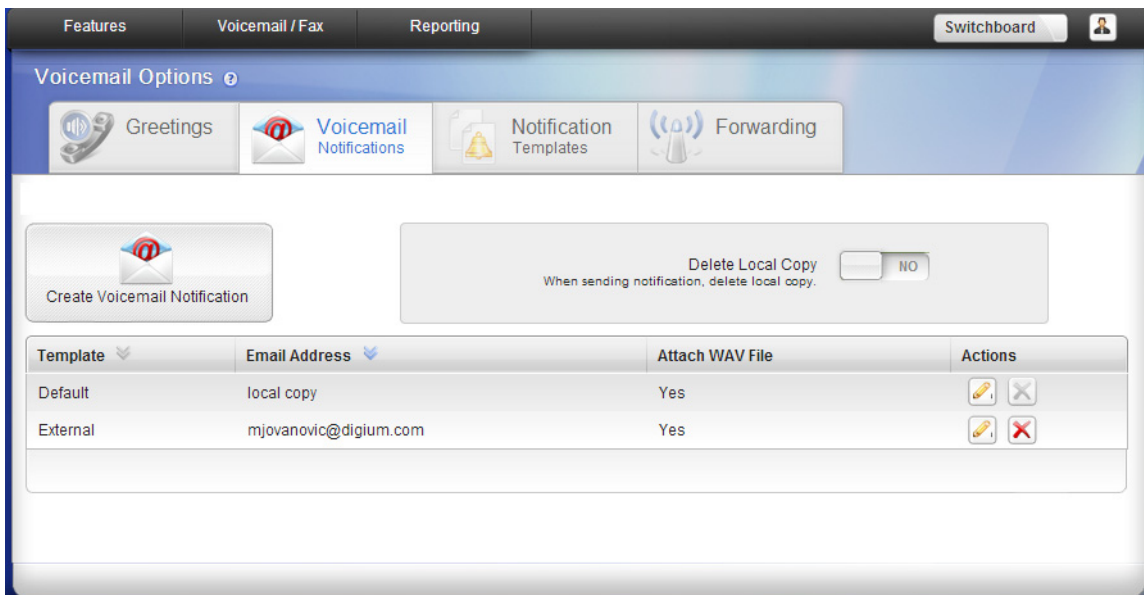 Features Voicemail / Fax Reporting Switchboard
Voicemail Options ?
Greetings
Voicemail
Notifications
Notification
Templates
Forwarding
Create Voicemail Notification
Delete Local Copy
When sending notification, delete local copy.
NO
Template Email Address Attach WAV File Actions
Default local copy Yes
External mjovanovic@digium.com Yes